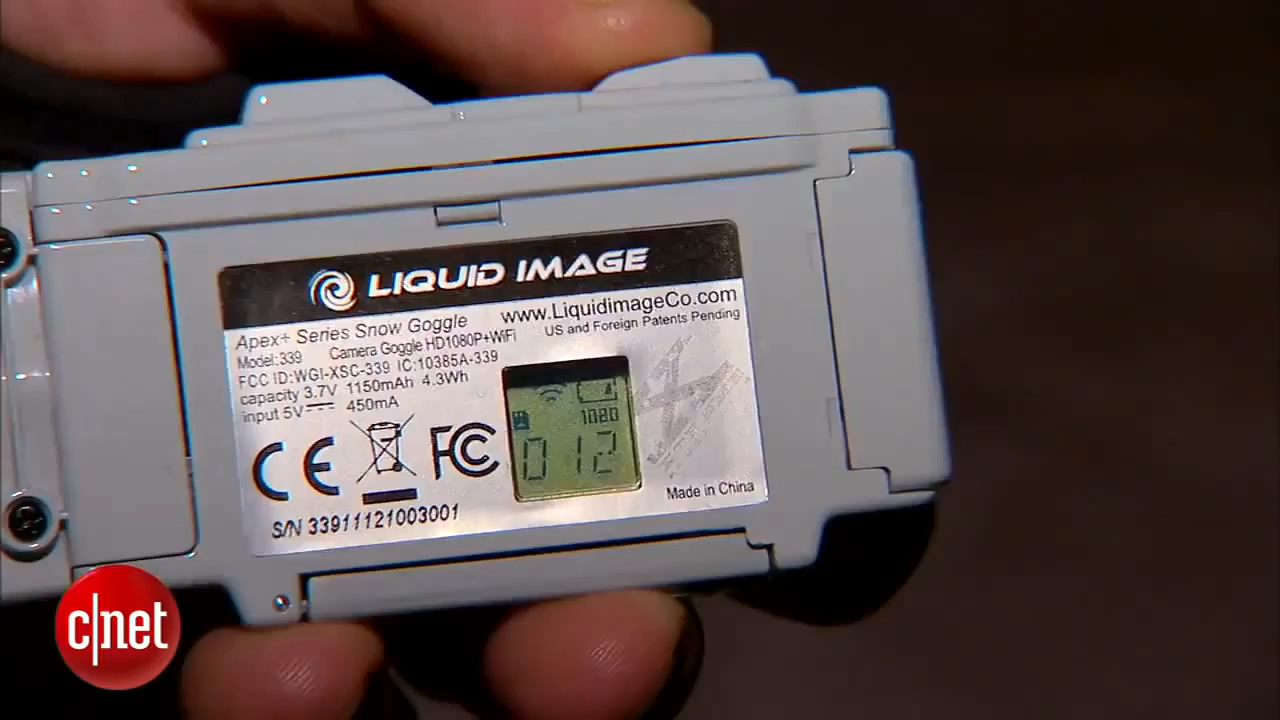 LIQUID IMAGE
Apex+ Series Snow Goggle
www.LiquidimageCo.com
Model:339 Camera Goggle HD1080P+WiFi
US and Foreign Patents Pending
FCC ID:WGI-XSC-339 IC:10385A-339
capacity 3.7V 1150mAh 4.3Wh
input 5V 450mA
CE FC
1080
012
Made in China
S/N 33911121003001
c|net